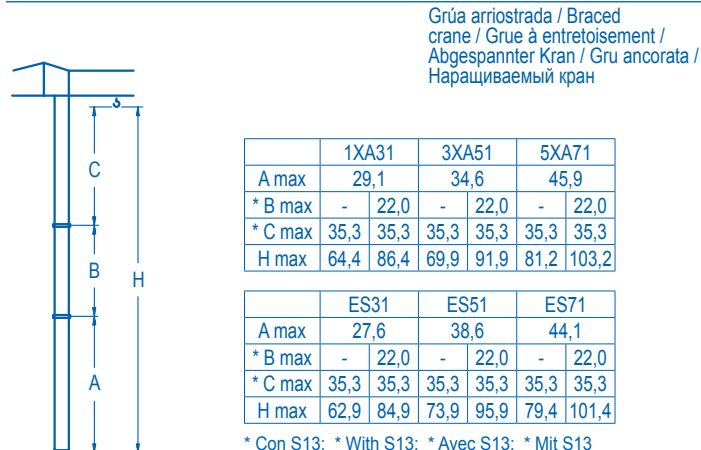 Grúa arriostrada / Braced
crane / Grue à entretoisement /
Abgespannter Kran / Gru ancorata /
Наращиваемый кран
C
B
H
A
1XA31 3XA51 5XA71
A max 29,1 34,6 45,9
* B max - 22,0 - 22,0 - 22,0
* C max 35,3 35,3 35,3 35,3 35,3 35,3
H max 64,4 86,4 69,9 91,9 81,2 103,2
ES31 ES51 ES71
A max 27,6 38,6 44,1
* B max - 22,0 - 22,0 - 22,0
* C max 35,3 35,3 35,3 35,3 35,3 35,3
H max 62,9 84,9 73,9 95,9 79,4 101,4
* Con S13; * With S13; * Avec S13; * Mit S13